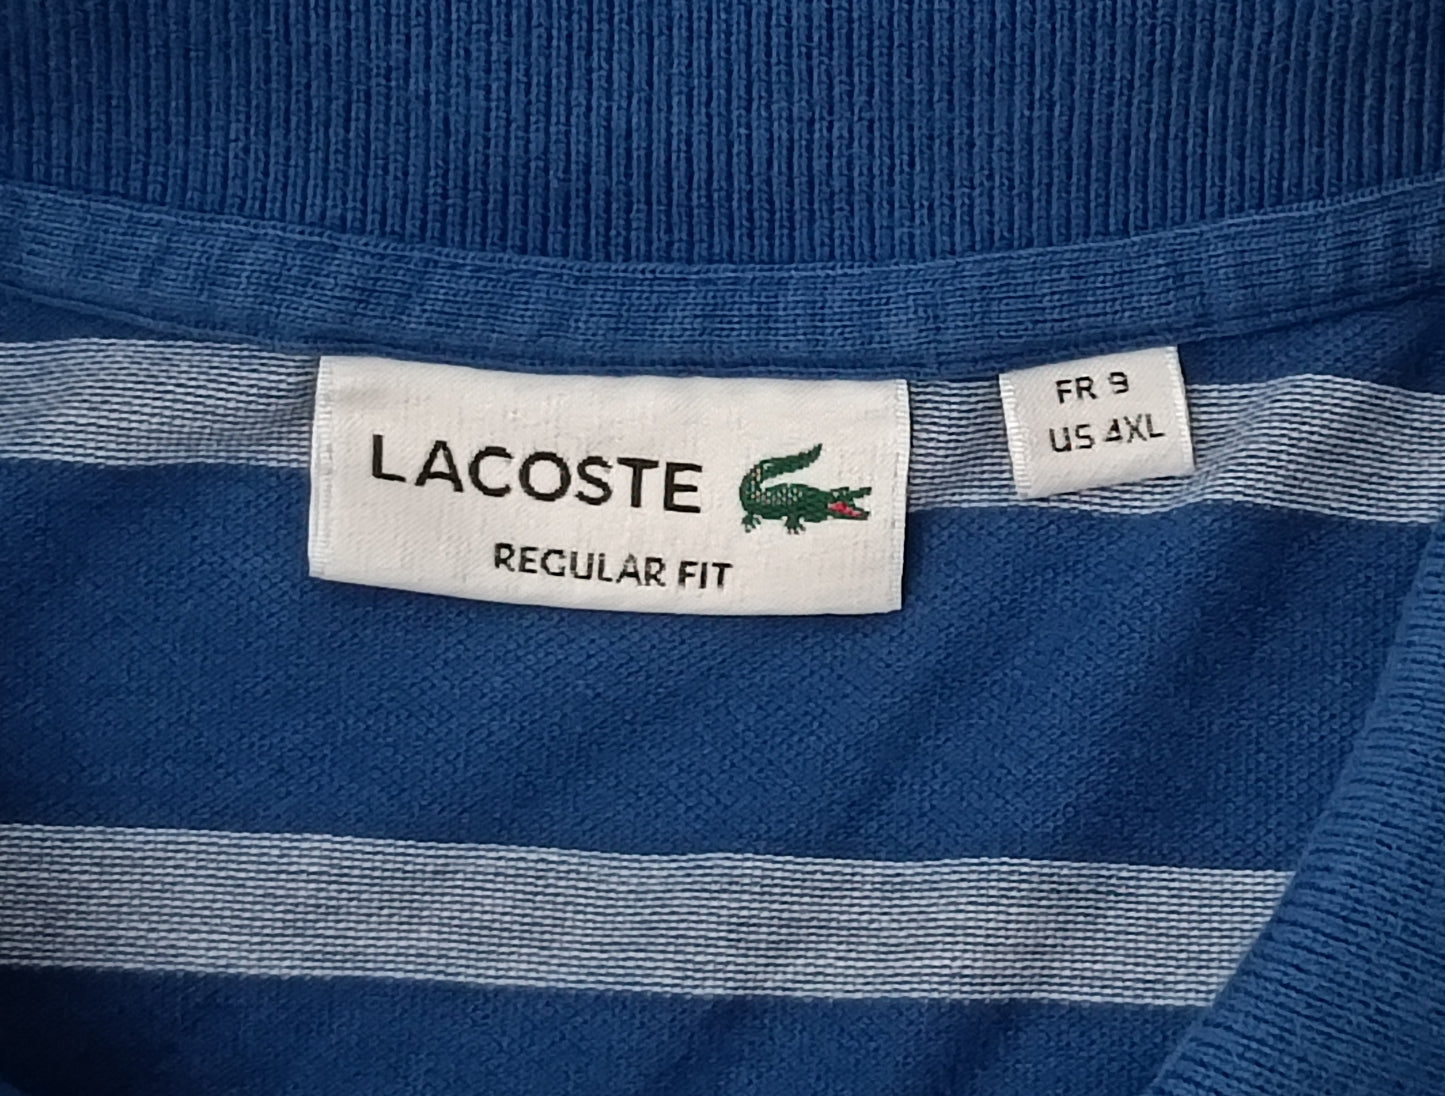 LACOSTE
REGULAR FIT
FR 9
US 4XL